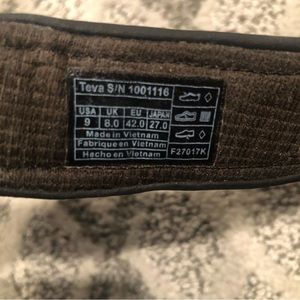 Teva S/N 1001116
USA UK EU JAPAN
9 8.0 42.0 27.0
Made in Vietnam
Fabrique en Vietnam
Hecho en Vietnam
F27017K